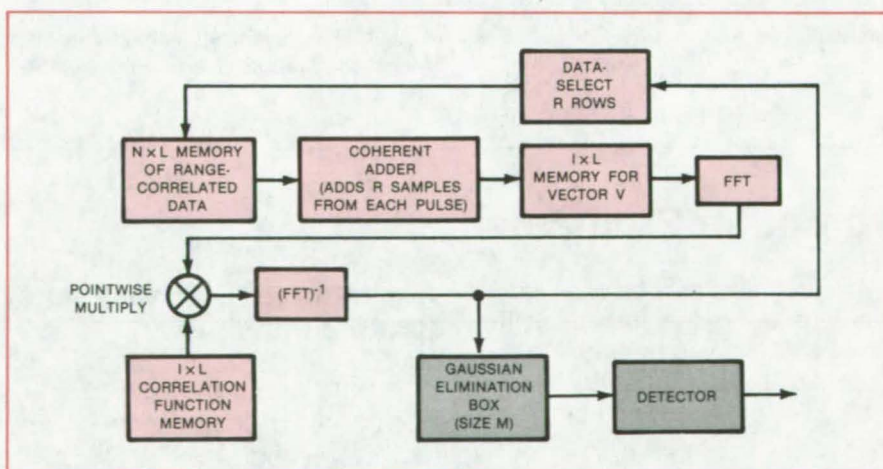 DATA-
SELECT
R ROWS
N × L MEMORY
OF RANGE-
CORRELATED
DATA
COHERENT
ADDER
(ADDS R SAMPLES
FROM EACH PULSE)
I × L
MEMORY FOR
VECTOR V
FFT
POINTWISE
MULTIPLY
(FFT)⁻¹
I × L
CORRELATION
FUNCTION
MEMORY
GAUSSIAN
ELIMINATION
BOX
(SIZE M)
DETECTOR